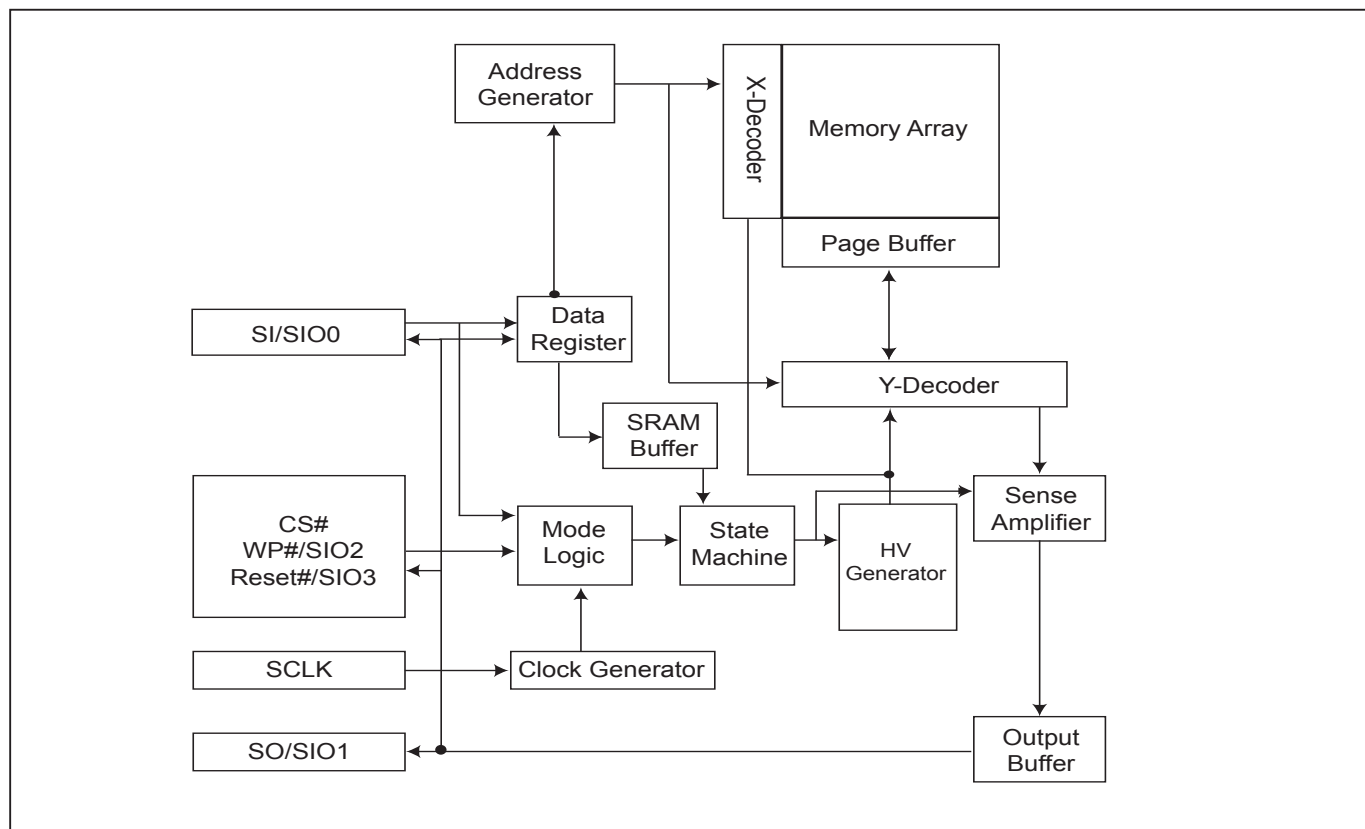 Address
Generator
X-Decoder
Memory Array
Page Buffer
SI/SIO0
Data
Register
Y-Decoder
SRAM
Buffer
CS#
WP#/SIO2
Reset#/SIO3
Mode
Logic
State
Machine
HV
Generator
Sense
Amplifier
SCLK
Clock Generator
SO/SIO1
Output
Buffer